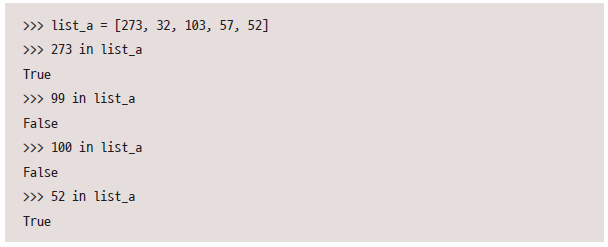 >>> list_a = [273, 32, 103, 57, 52]
>>> 273 in list_a
True
>>> 99 in list_a
False
>>> 100 in list_a
False
>>> 52 in list_a
True